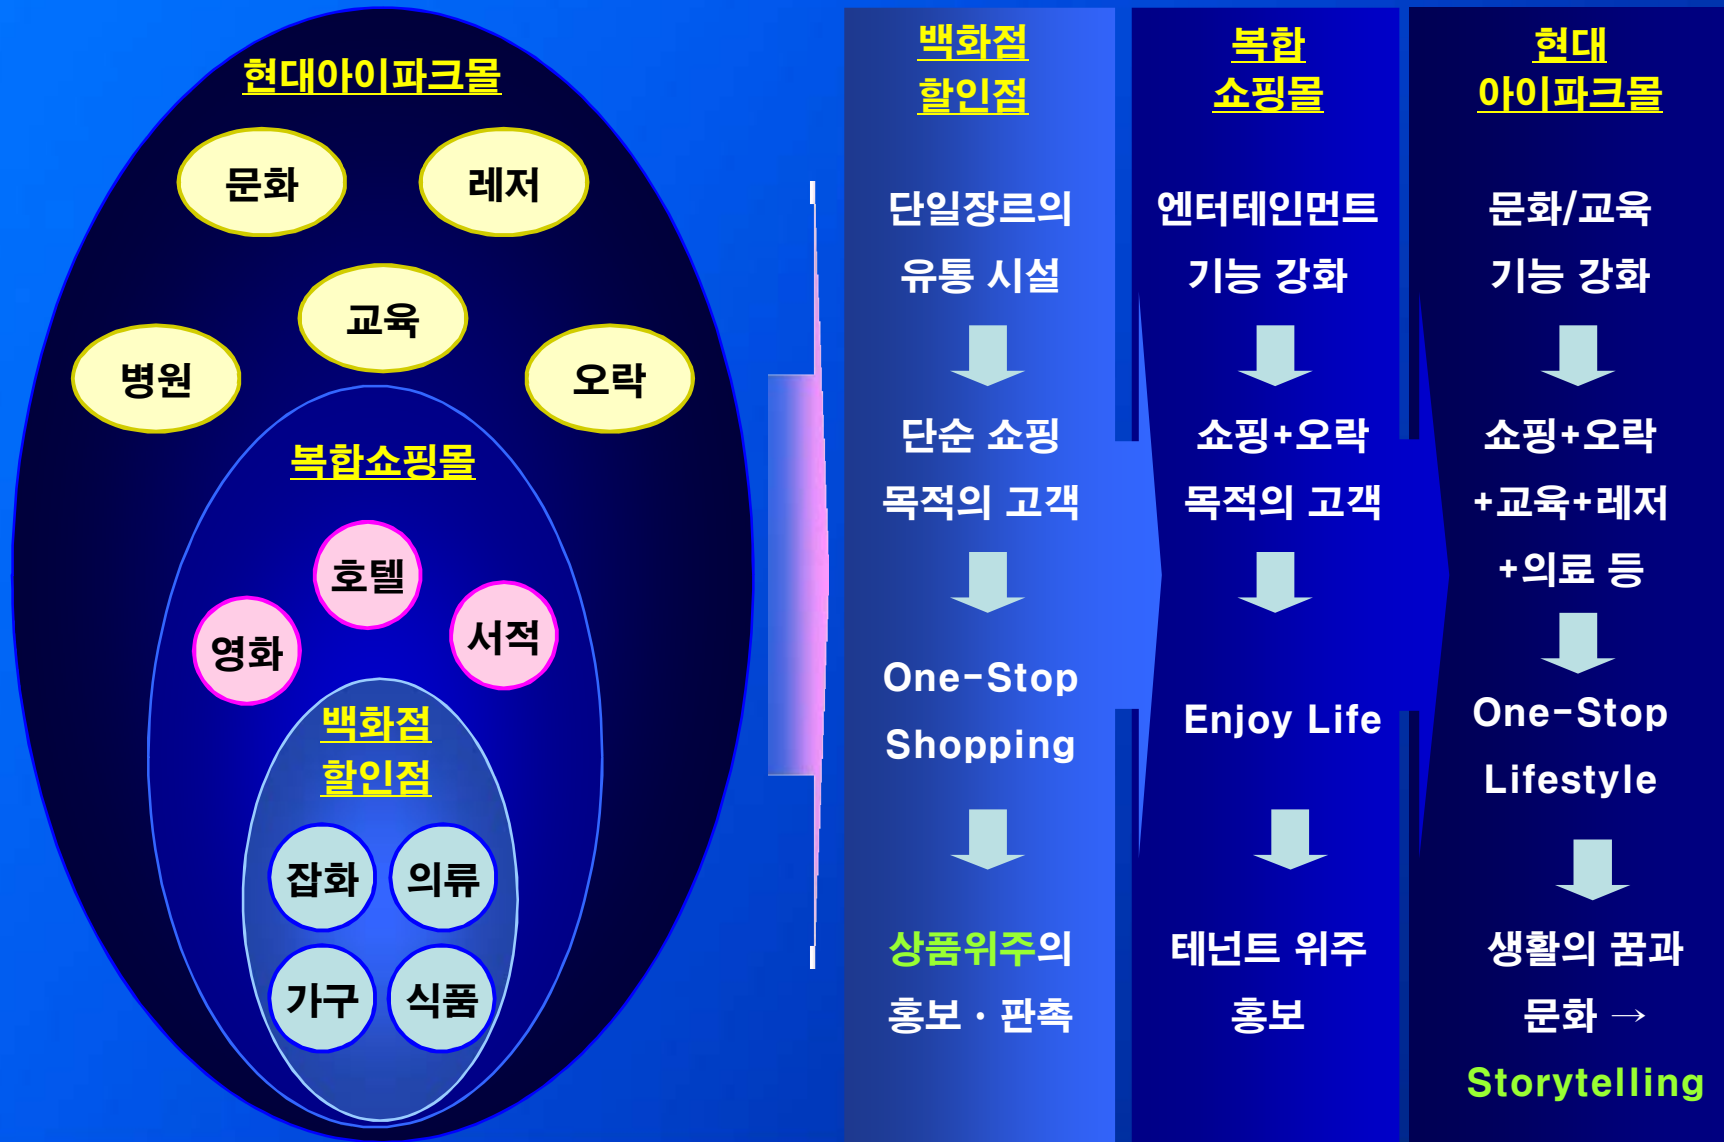 현대아이파크몰
문화
레저
교육
병원
오락
복합쇼핑몰
호텔
영화
서적
백화점
할인점
잡화
의류
가구
식품
백화점
할인점
단일장르의
유통 시설
단순 쇼핑
목적의 고객
One-Stop
Shopping
상품위주의
홍보 · 판촉
복합
쇼핑몰
엔터테인먼트
기능 강화
쇼핑+오락
목적의 고객
Enjoy Life
테넌트 위주
홍보
현대
아이파크몰
문화/교육
기능 강화
쇼핑+오락
+교육+레저
+의료 등
One-Stop
Lifestyle
생활의 꿈과
문화 →
Storytelling